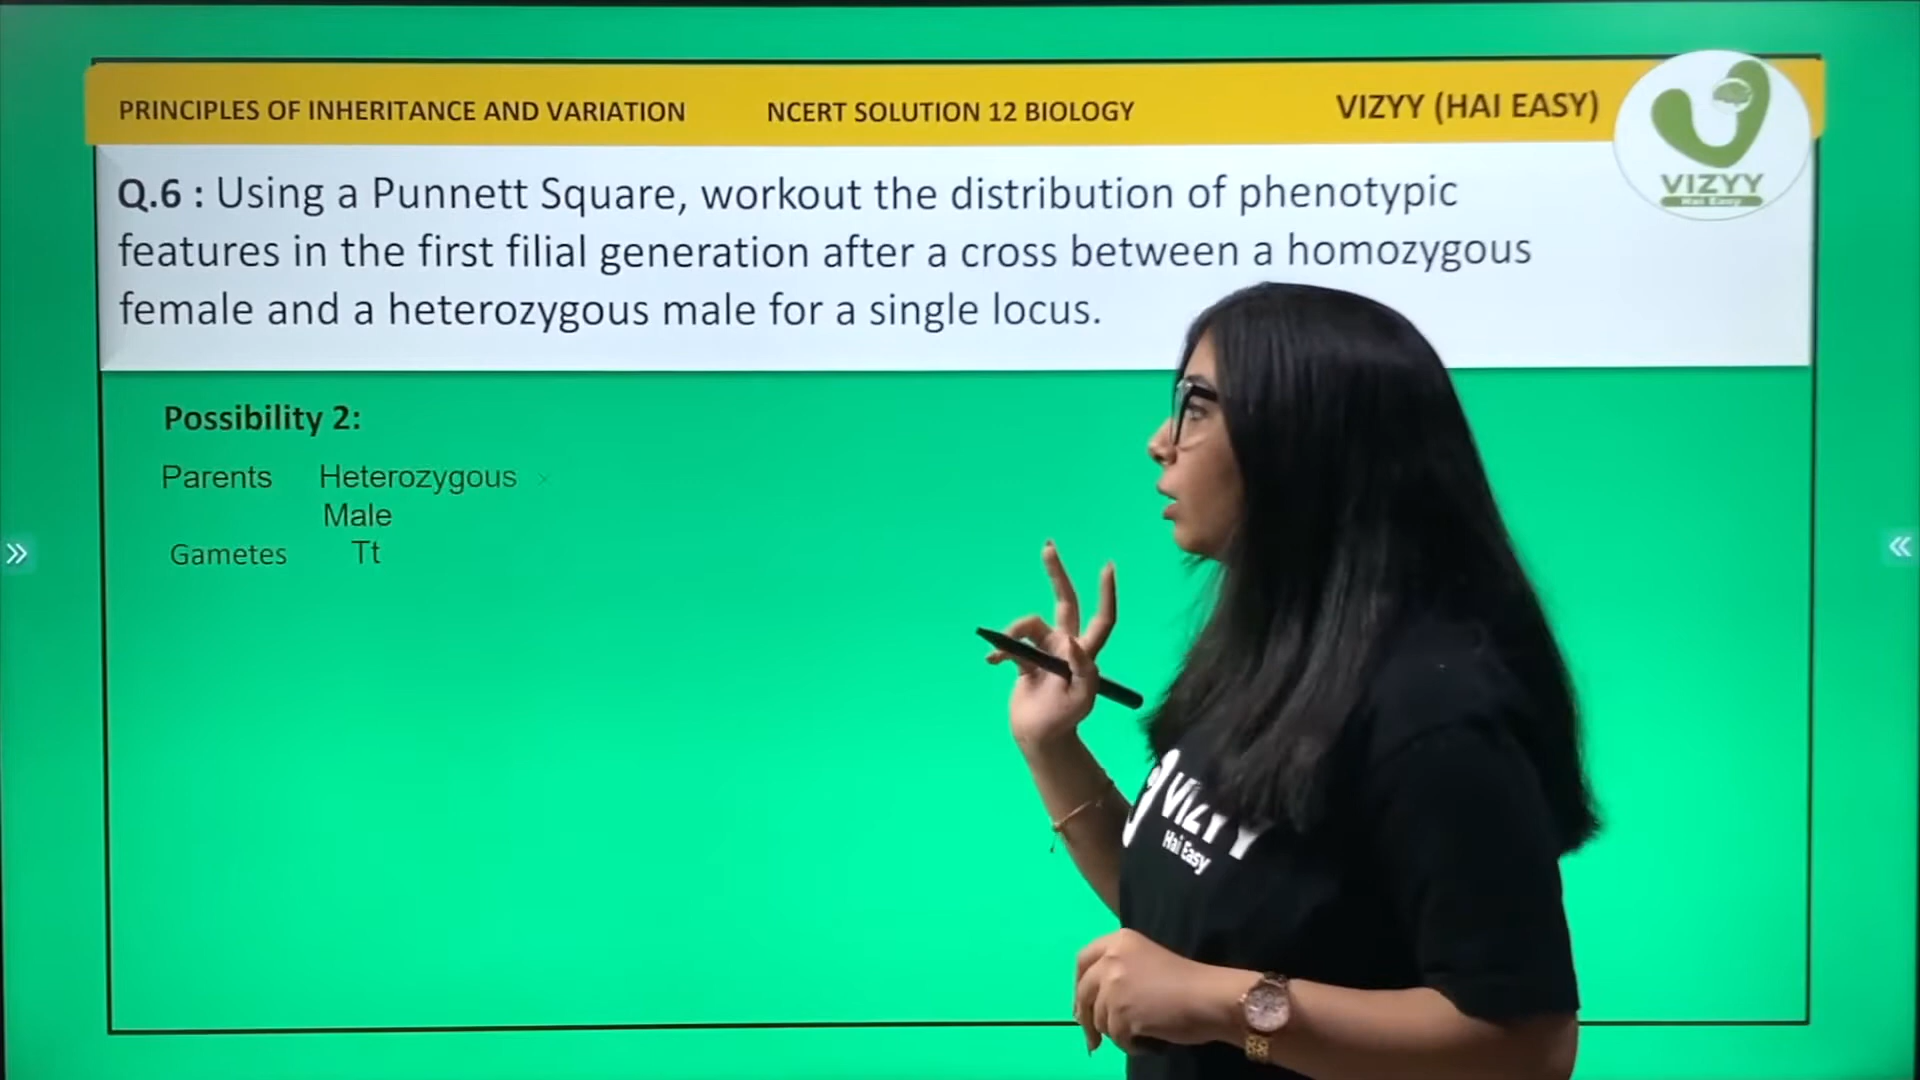 PRINCIPLES OF INHERITANCE AND VARIATION NCERT SOLUTION 12 BIOLOGY VIZYY (HAI EASY)
VIZYY
Hai Easy
Q.6 : Using a Punnett Square, workout the distribution of phenotypic
features in the first filial generation after a cross between a homozygous
female and a heterozygous male for a single locus.
Possibility 2:
Parents Heterozygous ×
Male
Gametes Tt
VIZYY
Hai Easy